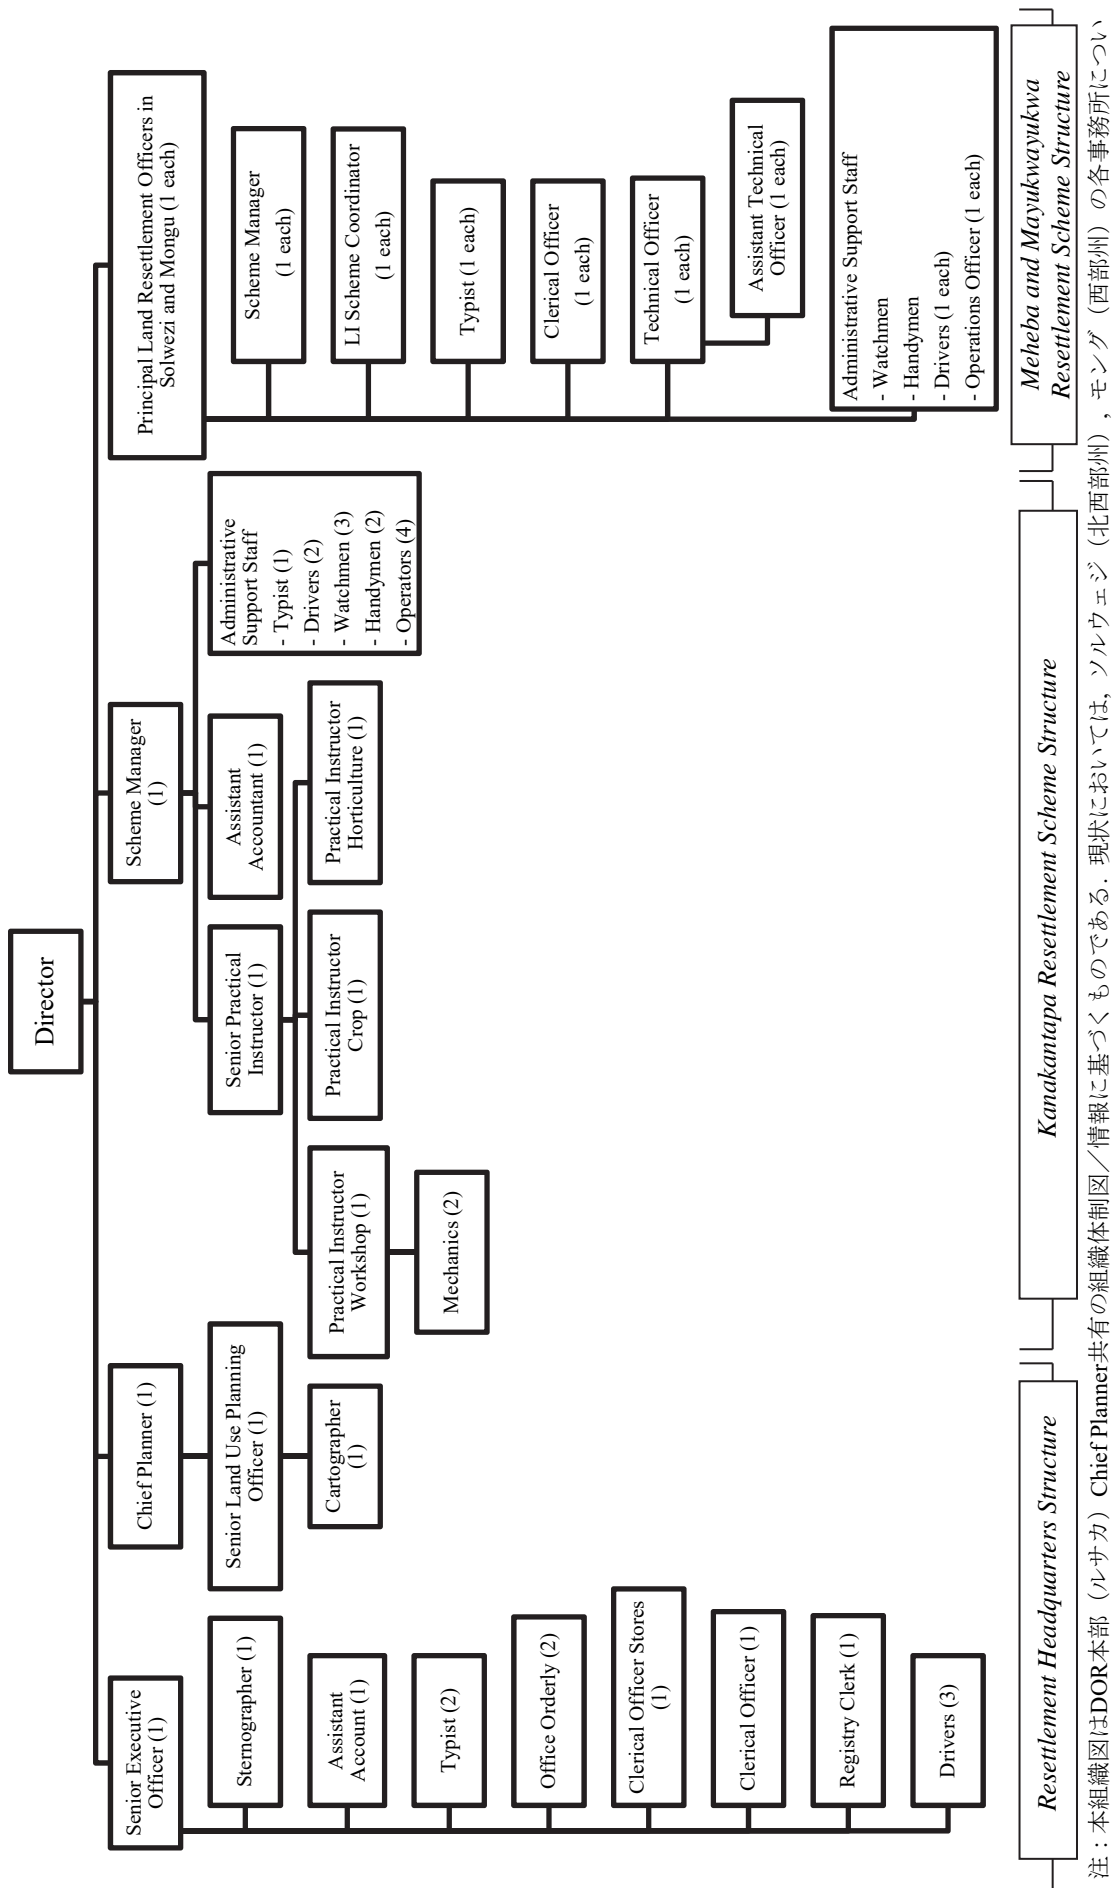 Director
Senior Executive
Officer (1)
Sternographer (1)
Assistant
Account (1)
Typist (2)
Office Orderly (2)
Clerical Officer Stores
(1)
Clerical Officer (1)
Registry Clerk (1)
Drivers (3)
Chief Planner (1)
Senior Land Use Planning
Officer (1)
Cartographer
(1)
Scheme Manager
(1)
Senior Practical
Instructor (1)
Practical Instructor
Workshop (1)
Mechanics (2)
Practical Instructor
Crop (1)
Practical Instructor
Horticulture (1)
Assistant
Accountant (1)
Administrative
Support Staff
- Typist (1)
- Drivers (2)
- Watchmen (3)
- Handymen (2)
- Operators (4)
Principal Land Resettlement Officers in
Solwezi and Mongu (1 each)
Scheme Manager
(1 each)
LI Scheme Coordinator
(1 each)
Typist (1 each)
Clerical Officer
(1 each)
Technical Officer
(1 each)
Assistant Technical
Officer (1 each)
Administrative Support Staff
- Watchmen
- Handymen
- Drivers (1 each)
- Operations Officer (1 each)
Resettlement Headquarters Structure
Kanakantapa Resettlement Scheme Structure
Meheba and Mayukwayukwa
Resettlement Scheme Structure
注：本組織図はDOR本部（ルサカ）Chief Planner共有の組織体制図／情報に基づくものである．現状においては，ソルウェジ（北西部州），モング（西部州）の各事務所につい